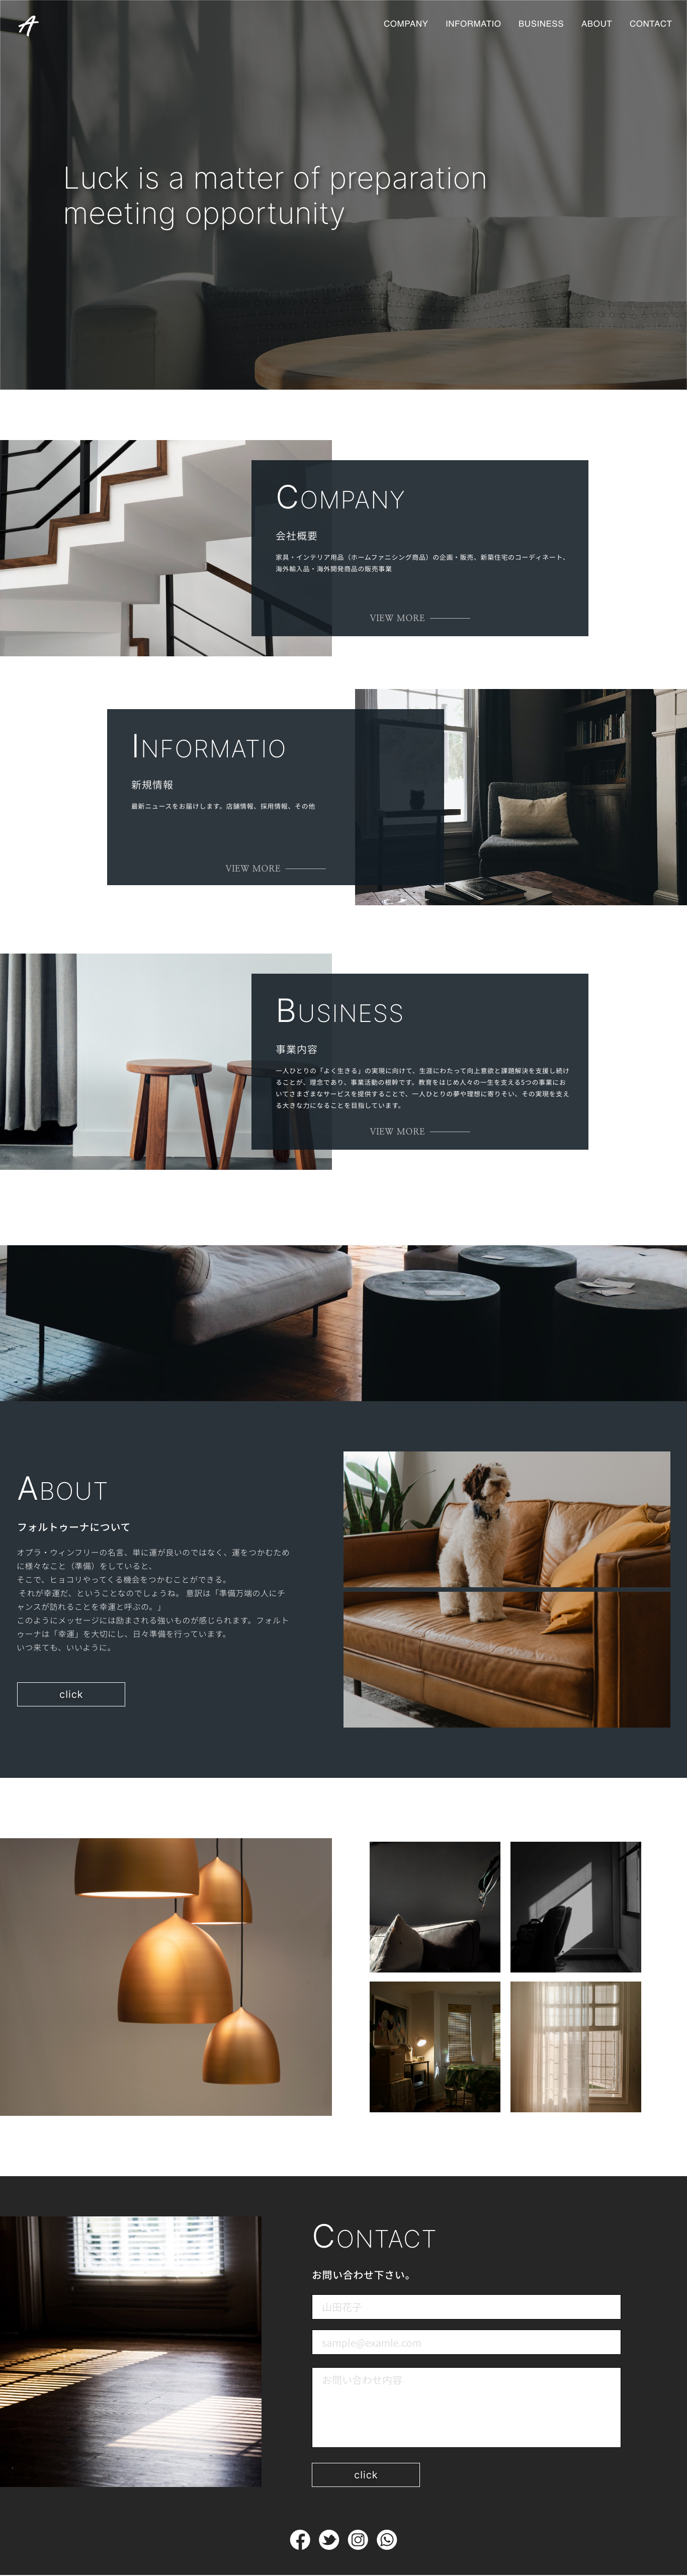 A
COMPANY INFORMATIO BUSINESS ABOUT CONTACT
Luck is a matter of preparation
meeting opportunity
COMPANY
会社概要
家具・インテリア用品（ホームファニシング商品）の企画・販売、新築住宅のコーディネート、
海外輸入品・海外開発商品の販売事業
VIEW MORE
INFORMATIO
新規情報
最新ニュースをお届けします。店舗情報、採用情報、その他
VIEW MORE
BUSINESS
事業内容
一人ひとりの「よく生きる」の実現に向けて、生涯にわたって向上意欲と課題解決を支援し続け
ることが、理念であり、事業活動の根幹です。教育をはじめ人々の一生を支える5つの事業にお
いてさまざまなサービスを提供することで、一人ひとりの夢や理想に寄りそい、その実現を支え
る大きな力になることを目指しています。
VIEW MORE
ABOUT
フォルトゥーナについて
オプラ・ウィンフリーの名言、単に運が良いのではなく、運をつかむため
に様々なこと（準備）をしていると、
そこで、ヒョコリやってくる機会をつかむことができる。
それが幸運だ、ということなのでしょうね。 意訳は「準備万端の人にチ
ャンスが訪れることを幸運と呼ぶの。」
このようにメッセージには励まされる強いものが感じられます。フォルト
ゥーナは「幸運」を大切にし、日々準備を行っています。
いつ来ても、いいように。
click
CONTACT
お問い合わせ下さい。
山田花子
sample@examle.com
お問い合わせ内容
click